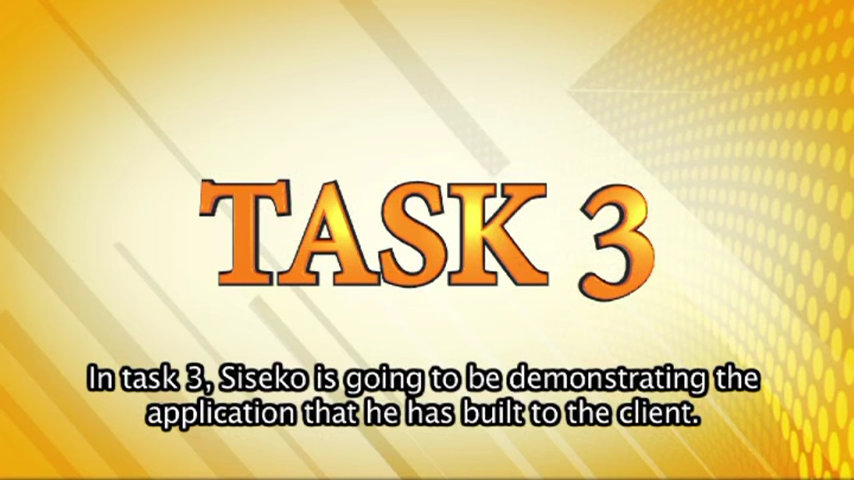 TASK 3
In task 3, Siseko is going to be demonstrating the
application that he has built to the client.